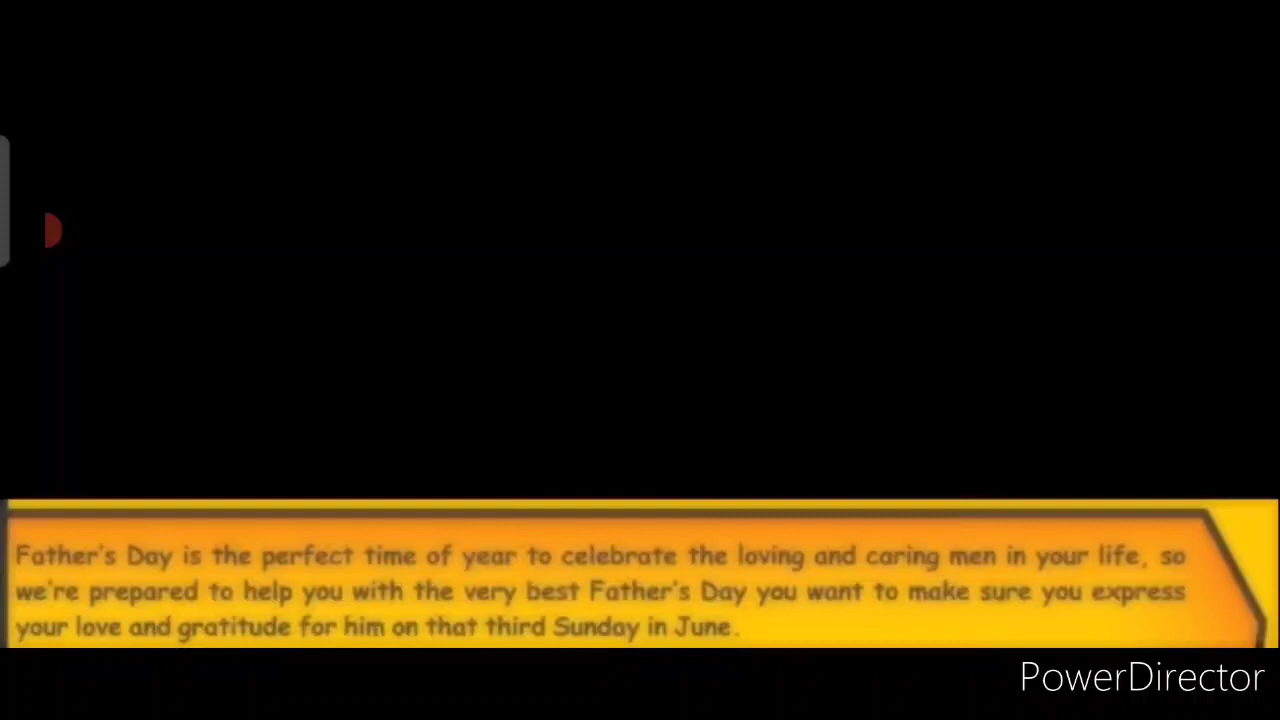 Father's Day is the perfect time of year to celebrate the loving and caring men in your life, so
we're prepared to help you with the very best Father's Day you want to make sure you express
your love and gratitude for him on that third Sunday in June.
PowerDirector